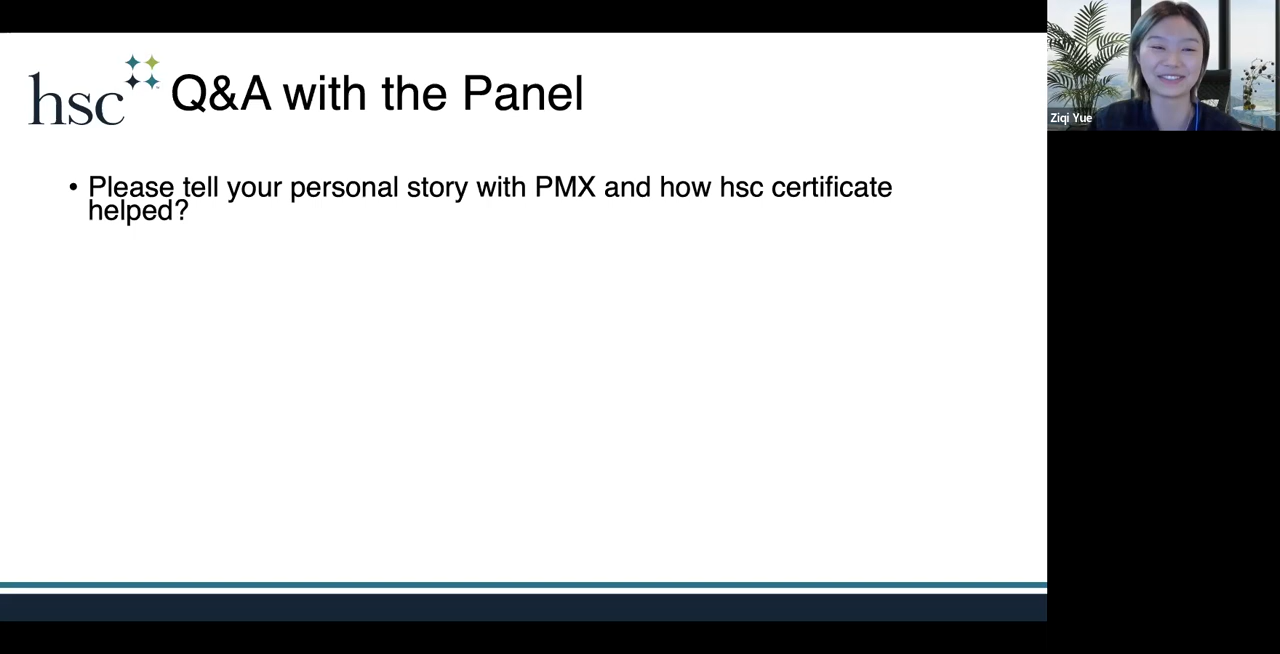 hsc
Q&A with the Panel
• Please tell your personal story with PMX and how hsc certificate
helped?
Ziqi Yue